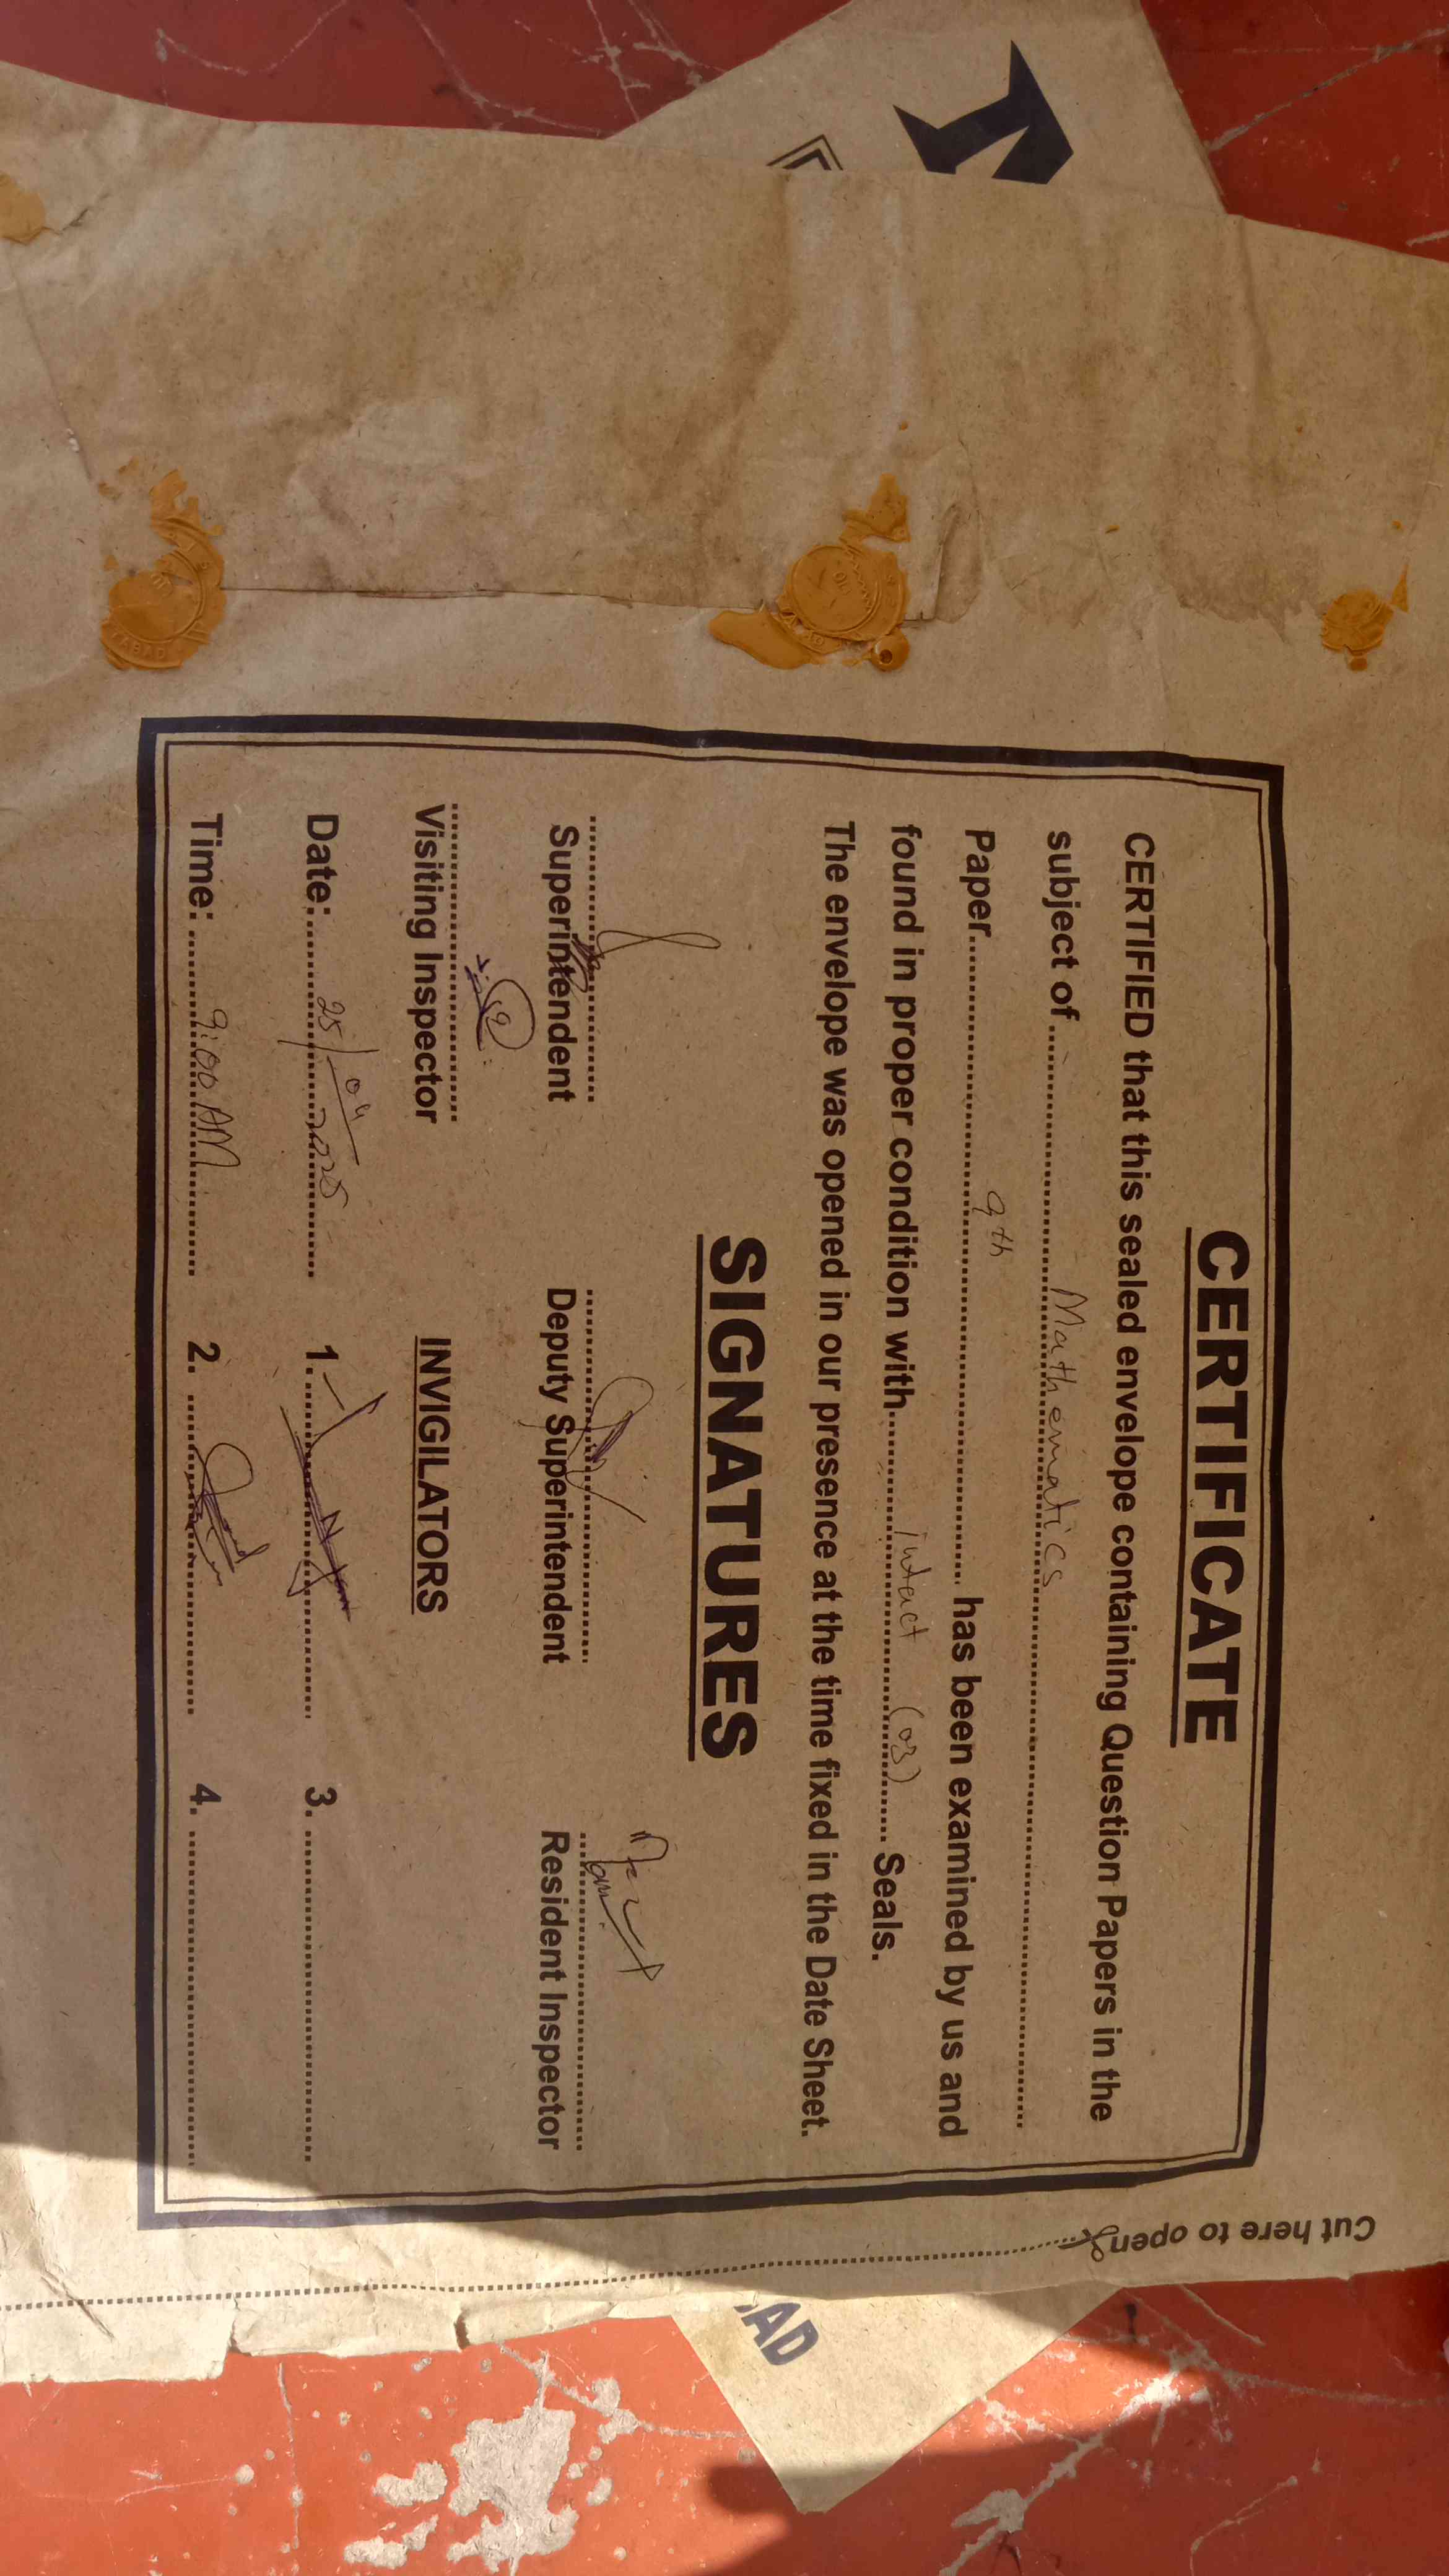 CERTIFICATE
CERTIFIED that this sealed envelope containing Question Papers in the
subject of Mathematics
Paper 9th has been examined by us and
found in proper condition with intact (03) Seals.
The envelope was opened in our presence at the time fixed in the Date Sheet.
SIGNATURES
Superintendent Deputy Superintendent Resident Inspector
Visiting Inspector INVIGILATORS
Date: 25/04/2025 1. 3.
Time: 9:00 AM 2. 4.
Cut here to open
AD